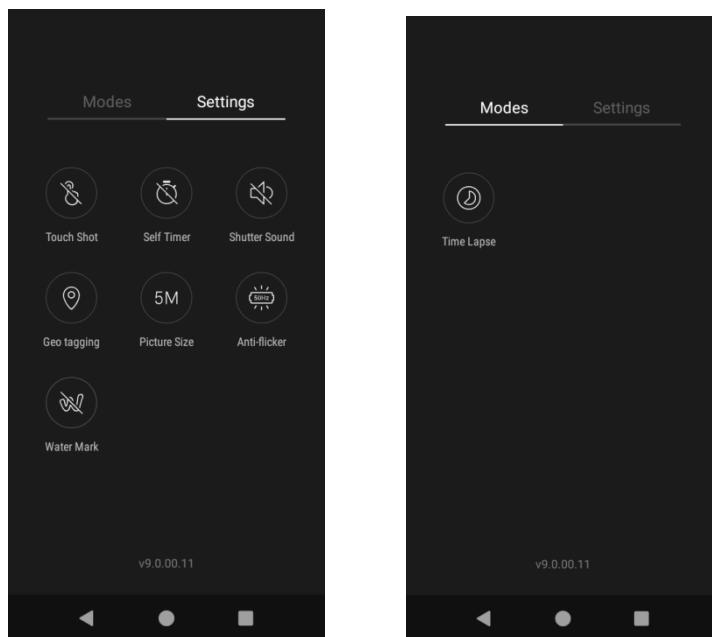 Modes Settings
Touch Shot Self Timer Shutter Sound
5M 50Hz
Geo tagging Picture Size Anti-flicker
Water Mark
v9.0.00.11
Modes Settings
Time Lapse
v9.0.00.11